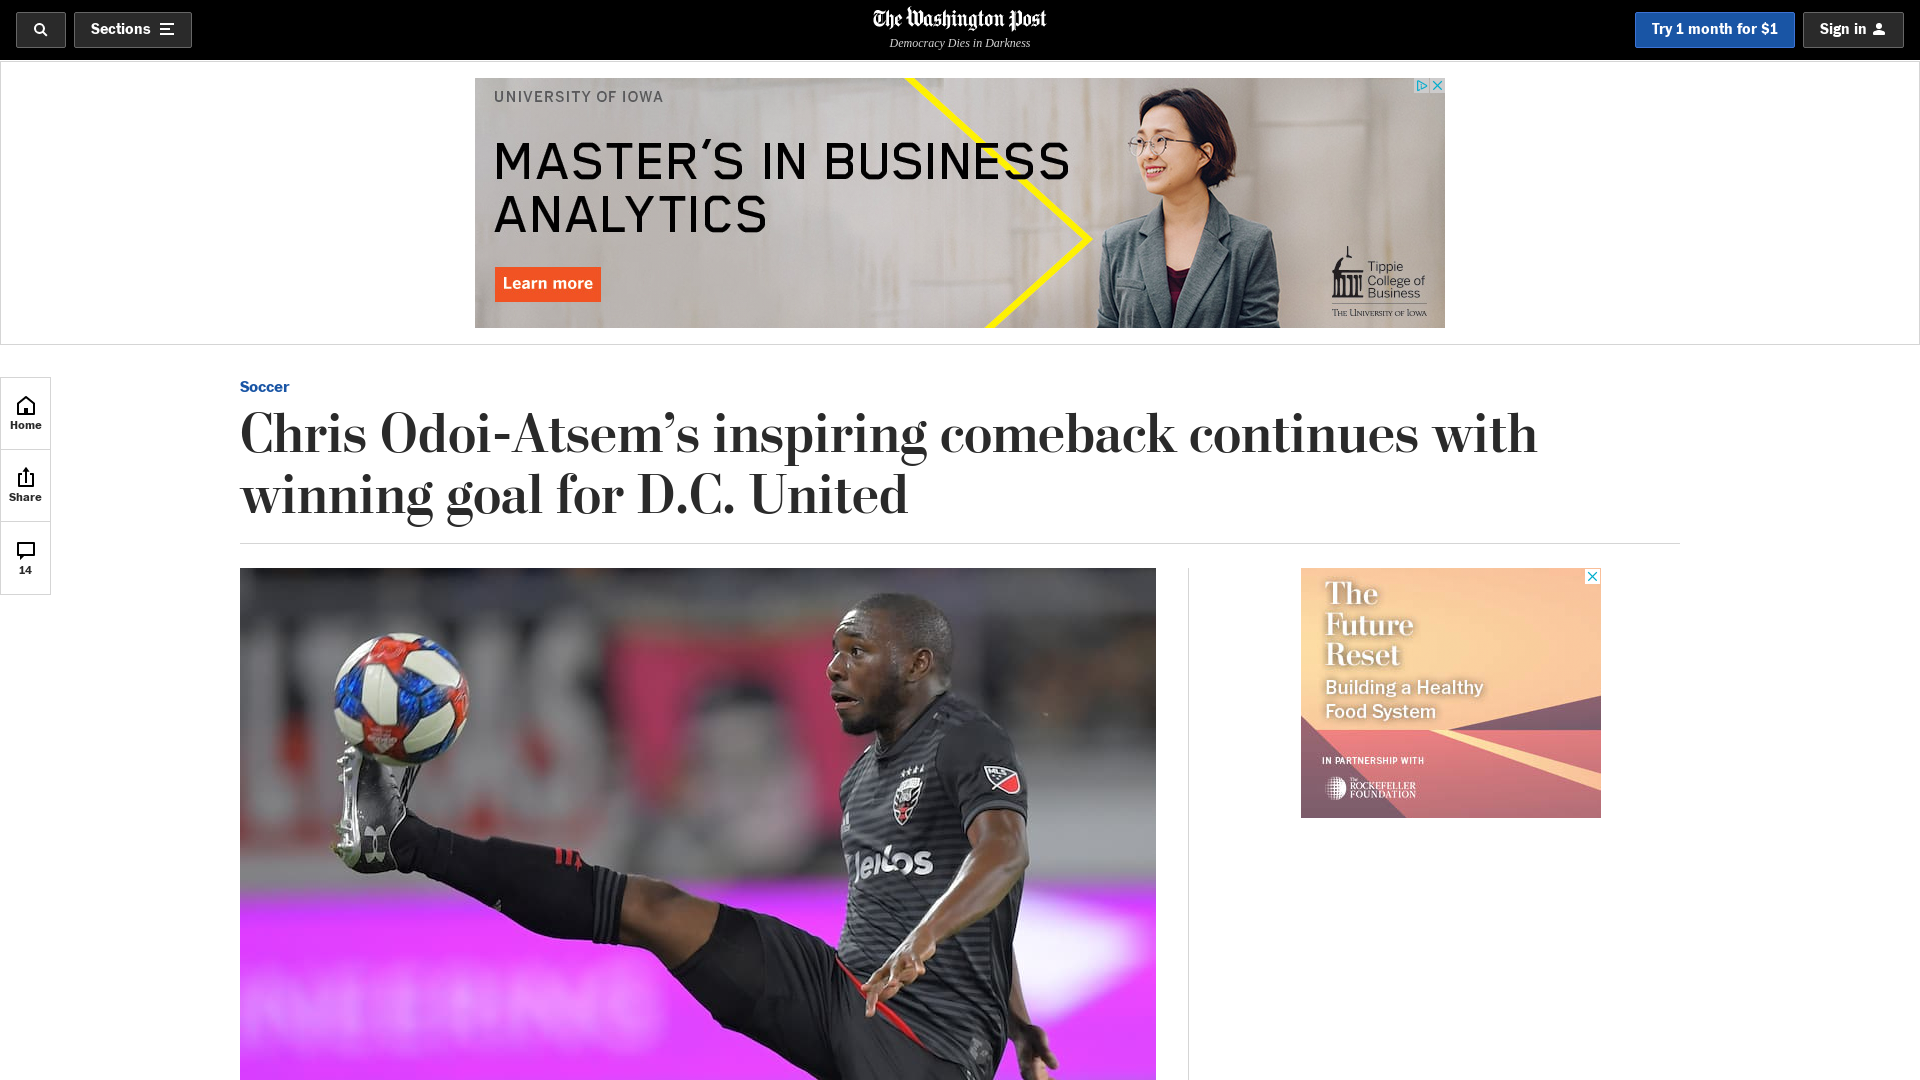 Sections
The Washington Post
Democracy Dies in Darkness
Try 1 month for $1
Sign in
UNIVERSITY OF IOWA
MASTER'S IN BUSINESS
ANALYTICS
Learn more
Tippie
College of
Business
THE UNIVERSITY OF IOWA
Home
Share
14
Soccer
Chris Odoi-Atsem’s inspiring comeback continues with
winning goal for D.C. United
MLS
The
Future
Reset
Building a Healthy
Food System
IN PARTNERSHIP WITH
The
ROCKEFELLER
FOUNDATION